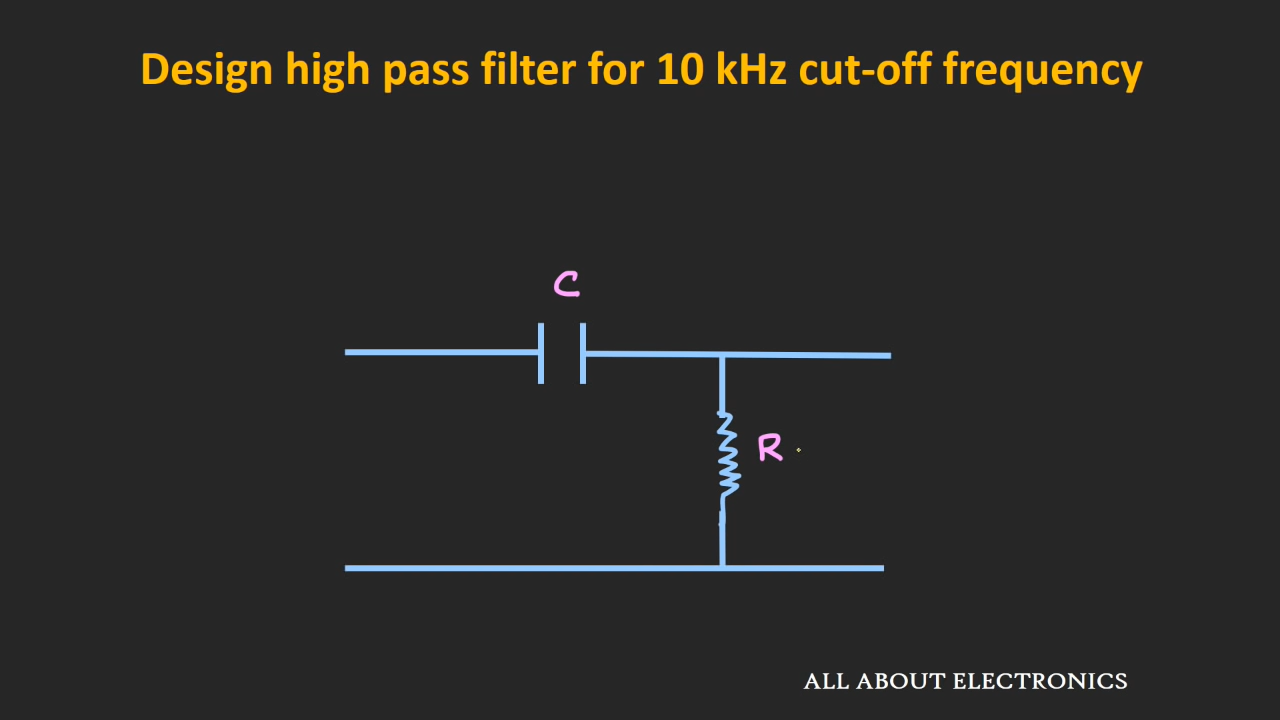 Design high pass filter for 10 kHz cut-off frequency
C
R
ALL ABOUT ELECTRONICS